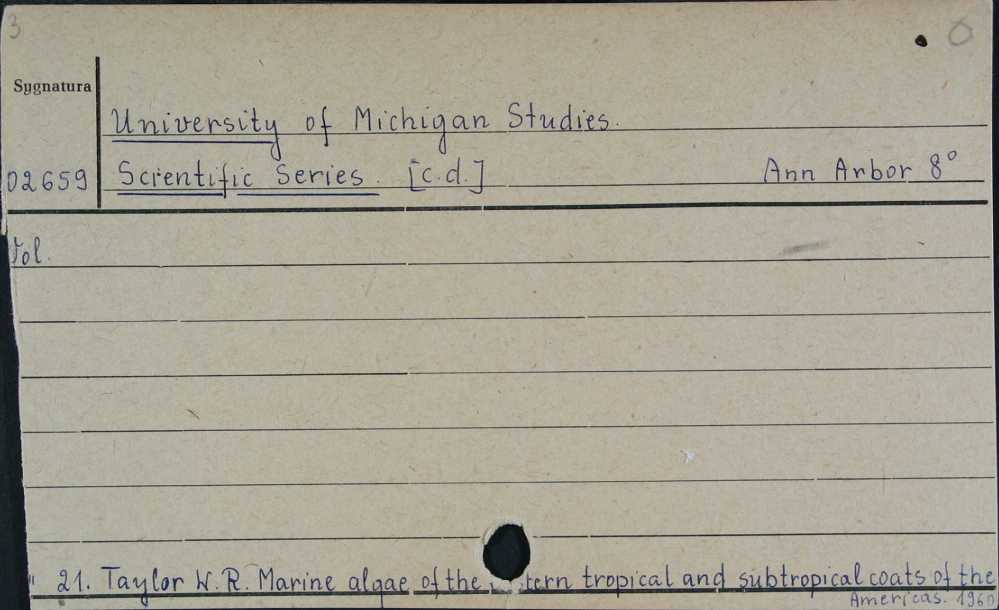 3
Sygnatura
University of Michigan Studies.
02659 Scientific Series. [c.d.] Ann Arbor 8°
Vol.
" 21. Taylor W.R. Marine algae of the tern tropical and subtropical coats of the
Americas. 1960